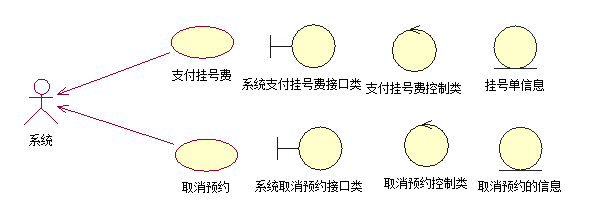 支付挂号费
系统支付挂号费接口类
支付挂号费控制类
挂号单信息
系统
取消预约
系统取消预约接口类
取消预约控制类
取消预约的信息